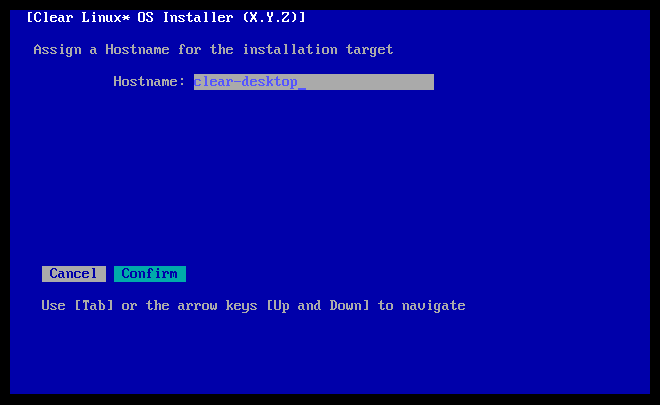 [Clear Linux* OS Installer (X.Y.Z)]
Assign a Hostname for the installation target
Hostname: clear-desktop_
Cancel Confirm
Use [Tab] or the arrow keys [Up and Down] to navigate